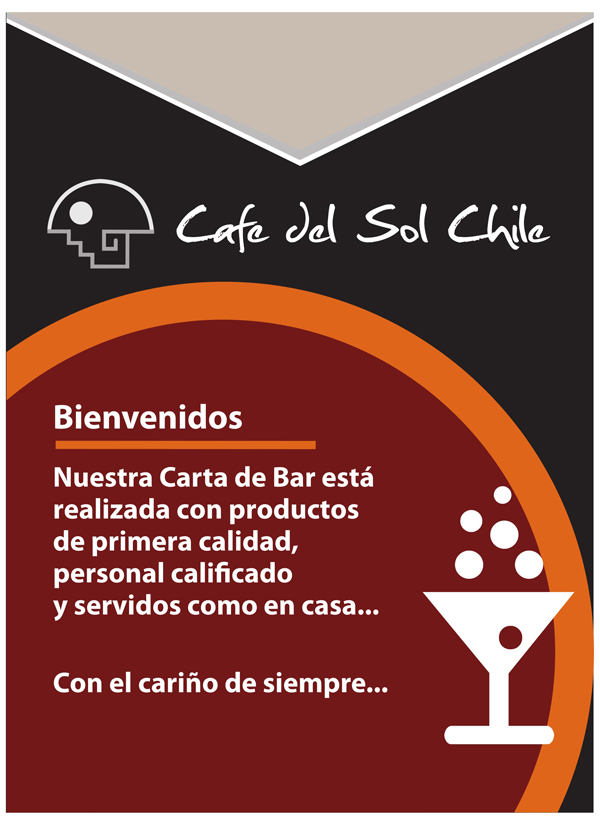 Cafe del Sol Chile
Bienvenidos
Nuestra Carta de Bar está
realizada con productos
de primera calidad,
personal calificado
y servidos como en casa...
Con el cariño de siempre...